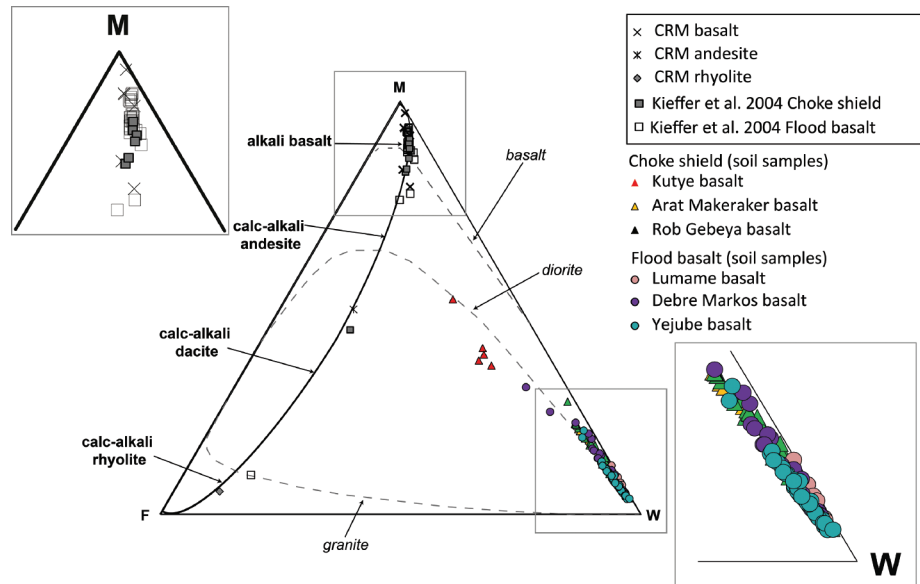 M
CRM basalt
CRM andesite
CRM rhyolite
Kieffer et al. 2004 Choke shield
Kieffer et al. 2004 Flood basalt
M
alkali basalt
basalt
Choke shield (soil samples)
Kutye basalt
Arat Makeraker basalt
Rob Gebeya basalt
calc-alkali
andesite
diorite
Flood basalt (soil samples)
Lumame basalt
Debre Markos basalt
Yejube basalt
calc-alkali
dacite
calc-alkali
rhyolite
F
W
granite
W